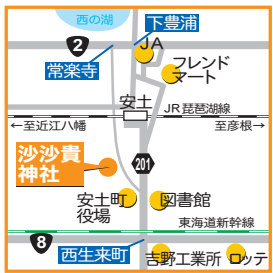 西の湖
下豊浦
2
JA
常楽寺
フレンド
マート
安土
JR琵琶湖線
←至近江八幡
至彦根→
沙沙貴
神社
201
安土町
役場
図書館
東海道新幹線
8
西生来町
吉野工業所
ロッテ